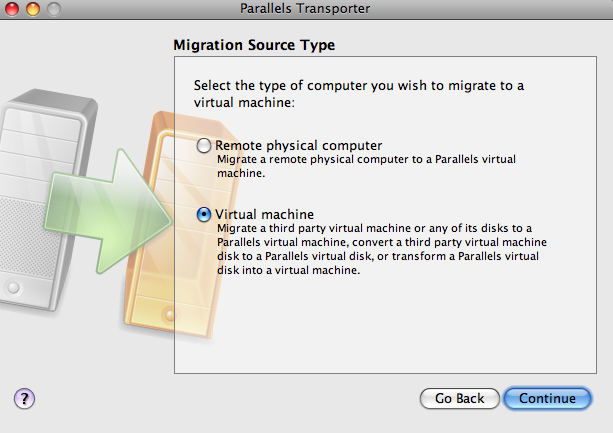 Parallels Transporter
Migration Source Type
Select the type of computer you wish to migrate to a
virtual machine:
Remote physical computer
Migrate a remote physical computer to a Parallels virtual
machine.
Virtual machine
Migrate a third party virtual machine or any of its disks to a
Parallels virtual machine, convert a third party virtual machine
disk to a Parallels virtual disk, or transform a Parallels virtual
disk into a virtual machine.
? Go Back Continue